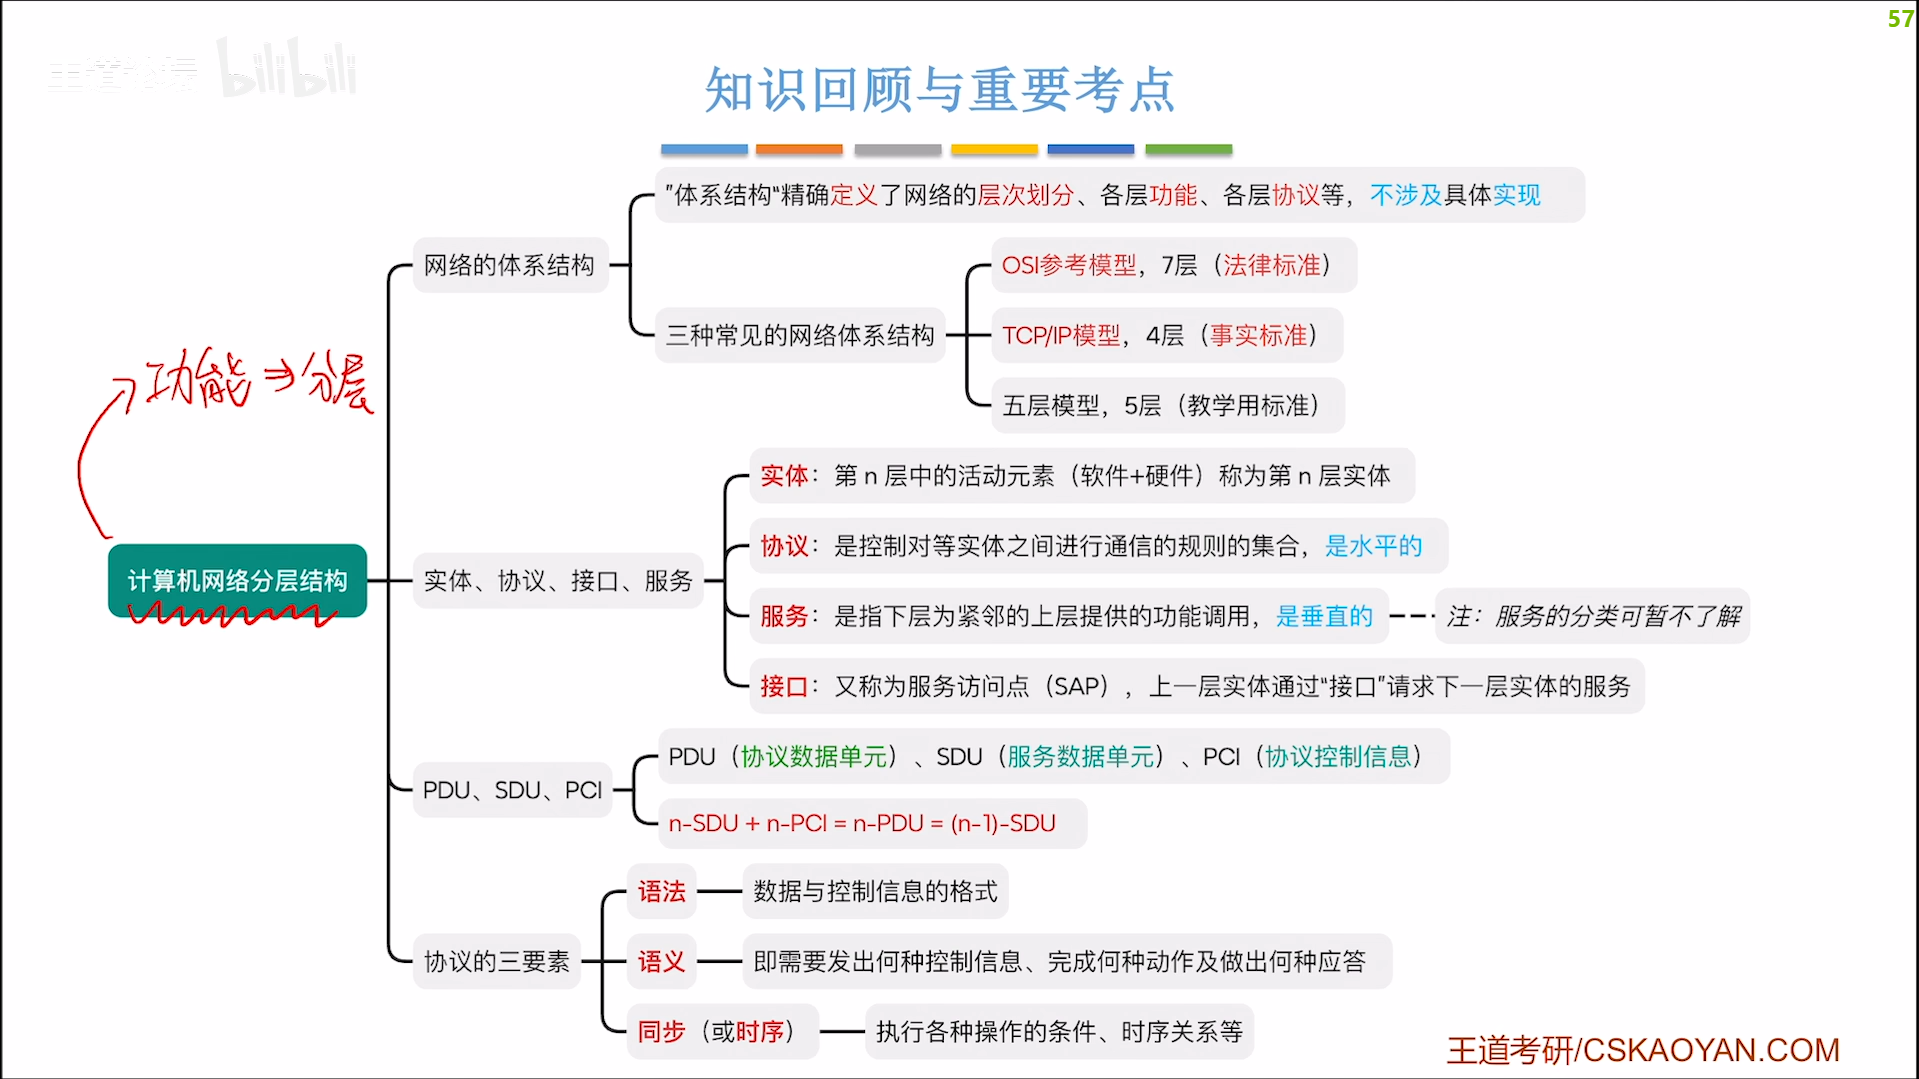 57
王道论坛 bilibili
知识回顾与重要考点
"体系结构“精确定义了网络的层次划分、各层功能、各层协议等，不涉及具体实现
网络的体系结构
OSI参考模型，7层（法律标准）
三种常见的网络体系结构
TCP/IP模型，4层（事实标准）
五层模型，5层（教学用标准）
功能⇒分层
计算机网络分层结构
实体、协议、接口、服务
实体：第 n 层中的活动元素（软件+硬件）称为第 n 层实体
协议：是控制对等实体之间进行通信的规则的集合，是水平的
服务：是指下层为紧邻的上层提供的功能调用，是垂直的
注：服务的分类可暂不了解
接口：又称为服务访问点（SAP），上一层实体通过“接口”请求下一层实体的服务
PDU、SDU、PCI
PDU（协议数据单元）、SDU（服务数据单元）、PCI（协议控制信息）
n-SDU + n-PCI = n-PDU = (n-1)-SDU
协议的三要素
语法
数据与控制信息的格式
语义
即需要发出何种控制信息、完成何种动作及做出何种应答
同步（或时序）
执行各种操作的条件、时序关系等
王道考研/CSKAOYAN.COM